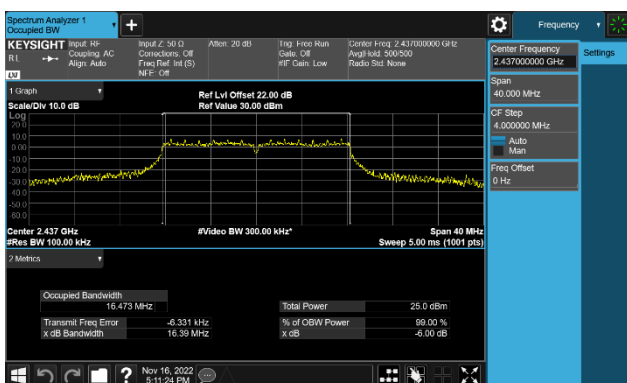 Spectrum Analyzer 1
Occupied BW
Frequency
KEYSIGHT
Input: RF
Input Z: 50 Ω
Atten: 20 dB
Trig: Free Run
Center Freq: 2.437000000 GHz
RL
Coupling: AC
Corrections: Off
Gate: Off
Avg|Hold: 500/500
Align: Auto
Freq Ref: Int (S)
#IF Gain: Low
Radio Std: None
NFE: Off
LXI
Center Frequency
2.437000000 GHz
Settings
Span
40.000 MHz
CF Step
4.000000 MHz
Auto
Man
Freq Offset
0 Hz
1 Graph
Ref Lvl Offset 22.00 dB
Scale/Div 10.0 dB
Ref Value 30.00 dBm
Log
20.0
10.0
0.00
-10.0
-20.0
-30.0
-40.0
-50.0
-60.0
Center 2.437 GHz
#Video BW 300.00 kHz*
Span 40 MHz
#Res BW 100.00 kHz
Sweep 5.00 ms (1001 pts)
2 Metrics
Occupied Bandwidth
16.473 MHz
Total Power
25.0 dBm
Transmit Freq Error
-6.331 kHz
% of OBW Power
99.00 %
x dB Bandwidth
16.39 MHz
x dB
-6.00 dB
Nov 16, 2022
5:11:24 PM